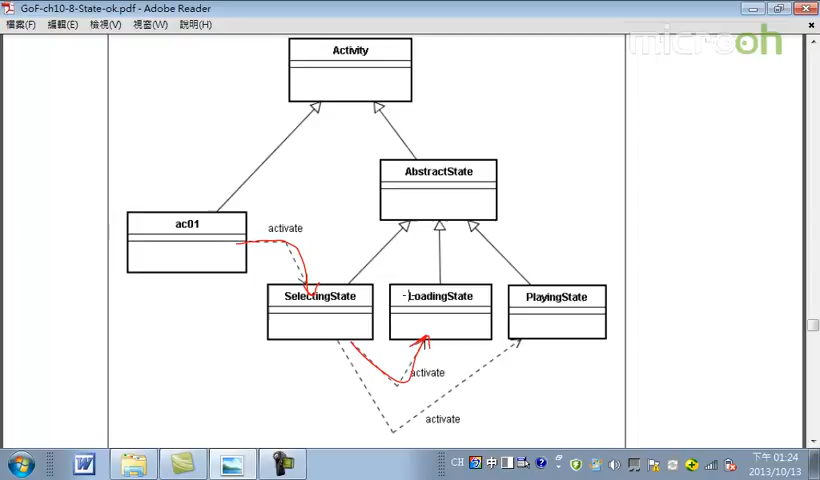 GoF-ch10-8-State-ok.pdf - Adobe Reader
檔案(F) 編輯(E) 檢視(V) 視窗(W) 說明(H)
microoh
Activity
AbstractState
ac01
activate
SelectingState
LoadingState
PlayingState
activate
activate
CH 中
下午 01:24
2013/10/13